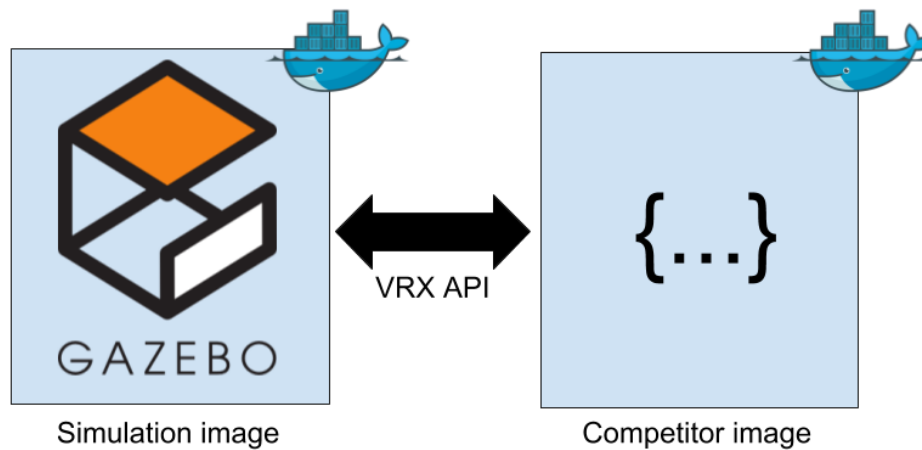 GAZEBO
{...}
VRX API
Simulation image
Competitor image